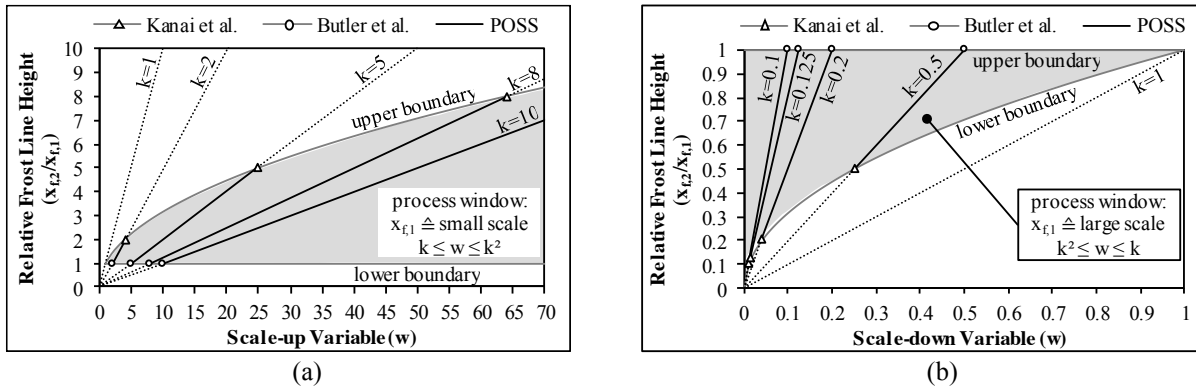 Kanai et al. Butler et al. POSS
Relative Frost Line Height
(x_f,2/x_f,1)
10
9
8
7
6
5
4
3
2
1
0
k=1
k=2
k=5
k=8
k=10
upper boundary
process window:
x_f,1 ≙ small scale
k ≤ w ≤ k²
lower boundary
0 5 10 15 20 25 30 35 40 45 50 55 60 65 70
Scale-up Variable (w)
(a)
Kanai et al. Butler et al. POSS
Relative Frost Line Height
(x_f,2/x_f,1)
1
0.9
0.8
0.7
0.6
0.5
0.4
0.3
0.2
0.1
0
k=0.1
k=0.125
k=0.2
k=0.5
k=1
upper boundary
lower boundary
process window:
x_f,1 ≙ large scale
k² ≤ w ≤ k
0 0.1 0.2 0.3 0.4 0.5 0.6 0.7 0.8 0.9 1
Scale-down Variable (w)
(b)